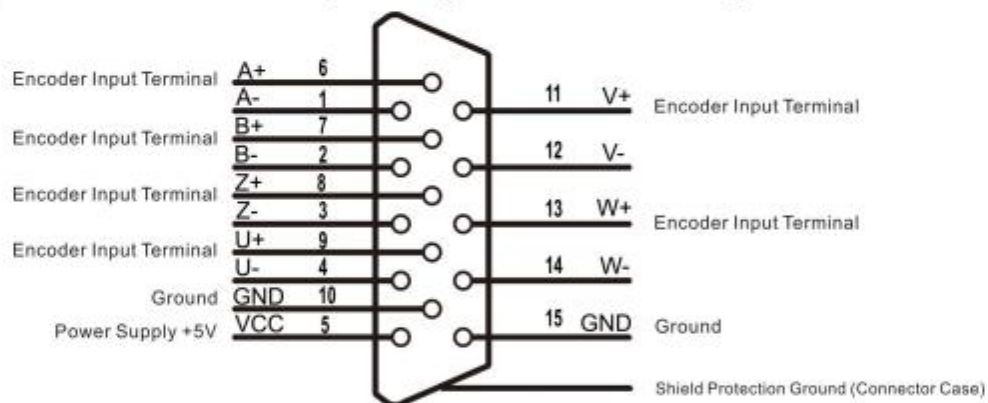 Encoder Input Terminal A+ 6
A- 1
Encoder Input Terminal B+ 7
B- 2
Encoder Input Terminal Z+ 8
Z- 3
Encoder Input Terminal U+ 9
U- 4
Ground GND 10
Power Supply +5V VCC 5
11 V+ Encoder Input Terminal
12 V-
13 W+ Encoder Input Terminal
14 W-
15 GND Ground
Shield Protection Ground (Connector Case)